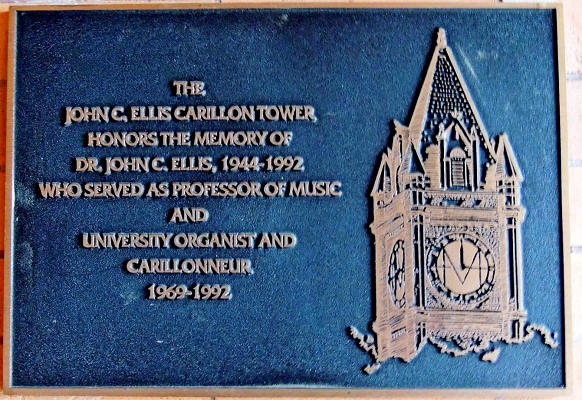 THE
JOHN C. ELLIS CARILLON TOWER
HONORS THE MEMORY OF
DR. JOHN C. ELLIS, 1944-1992
WHO SERVED AS PROFESSOR OF MUSIC
AND
UNIVERSITY ORGANIST AND
CARILLONNEUR
1969-1992